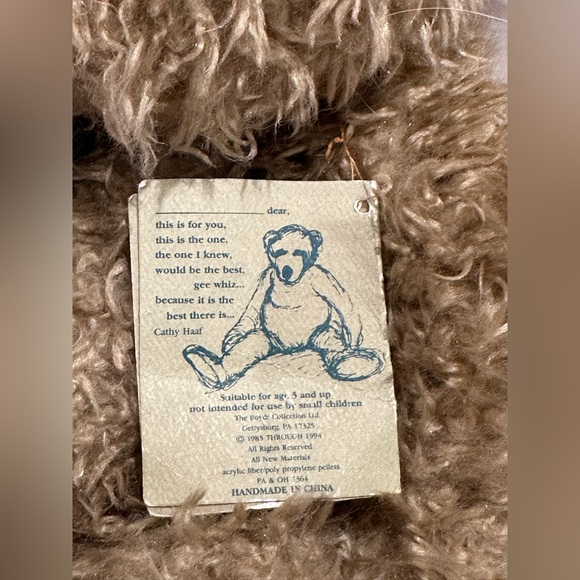 ____________________ dear,
this is for you,
this is the one,
the one I knew,
would be the best,
gee whiz...
because it is the
best there is...
Cathy Haaf
Suitable for age 5 and up
not intended for use by small children
The Boyds Collection Ltd.
Gettysburg, PA 17325
© 1985 THROUGH 1994
All Rights Reserved
All New Materials
acrylic fiber/poly propylene pellets
PA & OH 1364
HANDMADE IN CHINA